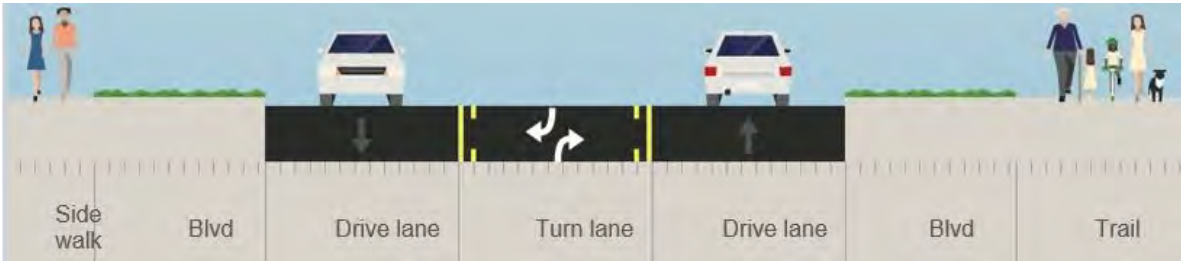 Side
walk
Blvd
Drive lane
Turn lane
Drive lane
Blvd
Trail